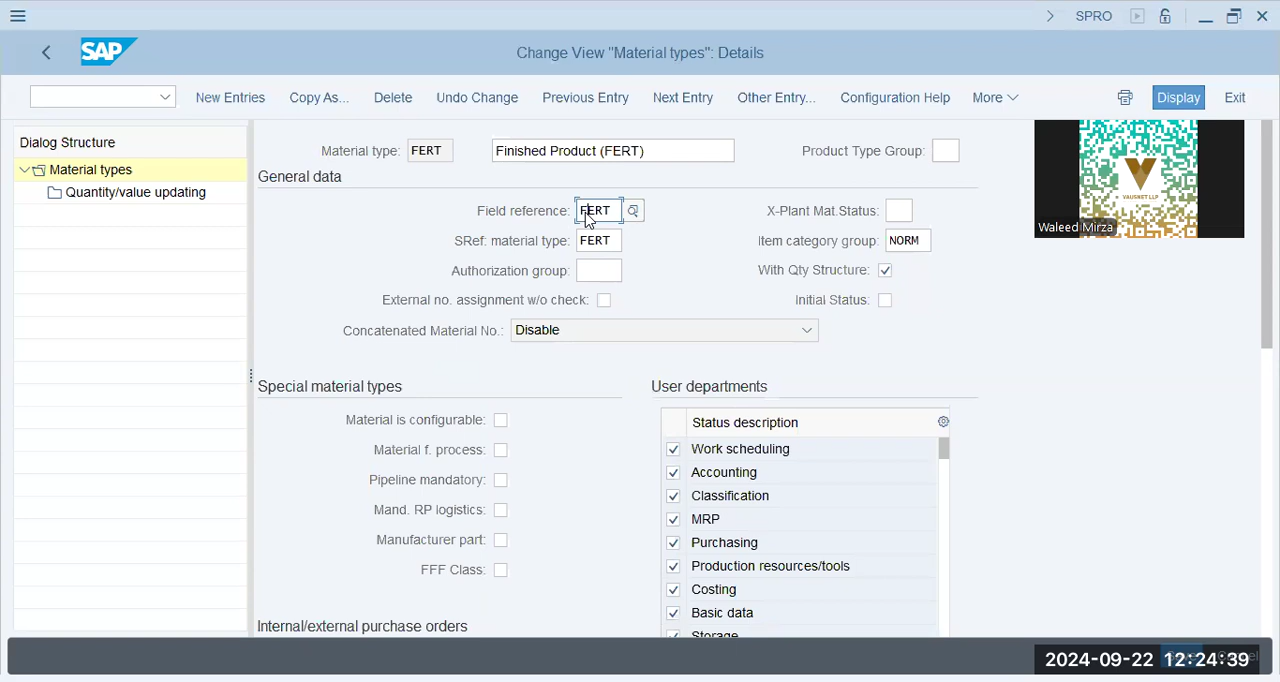 SPRO
SAP
Change View "Material types": Details
New Entries
Copy As...
Delete
Undo Change
Previous Entry
Next Entry
Other Entry...
Configuration Help
More
Display
Exit
Dialog Structure
Material types
Quantity/value updating
Material type: FERT
Finished Product (FERT)
Product Type Group:
General data
Field reference: FERT
X-Plant Mat.Status:
SRef: material type: FERT
Item category group: NORM
Authorization group:
With Qty Structure:
External no. assignment w/o check:
Initial Status:
Concatenated Material No.: Disable
VAUSNET LLP
Waleed Mirza
Special material types
Material is configurable:
Material f. process:
Pipeline mandatory:
Mand. RP logistics:
Manufacturer part:
FFF Class:
Internal/external purchase orders
User departments
Status description
Work scheduling
Accounting
Classification
MRP
Purchasing
Production resources/tools
Costing
Basic data
Storage
2024-09-22 12:24:39